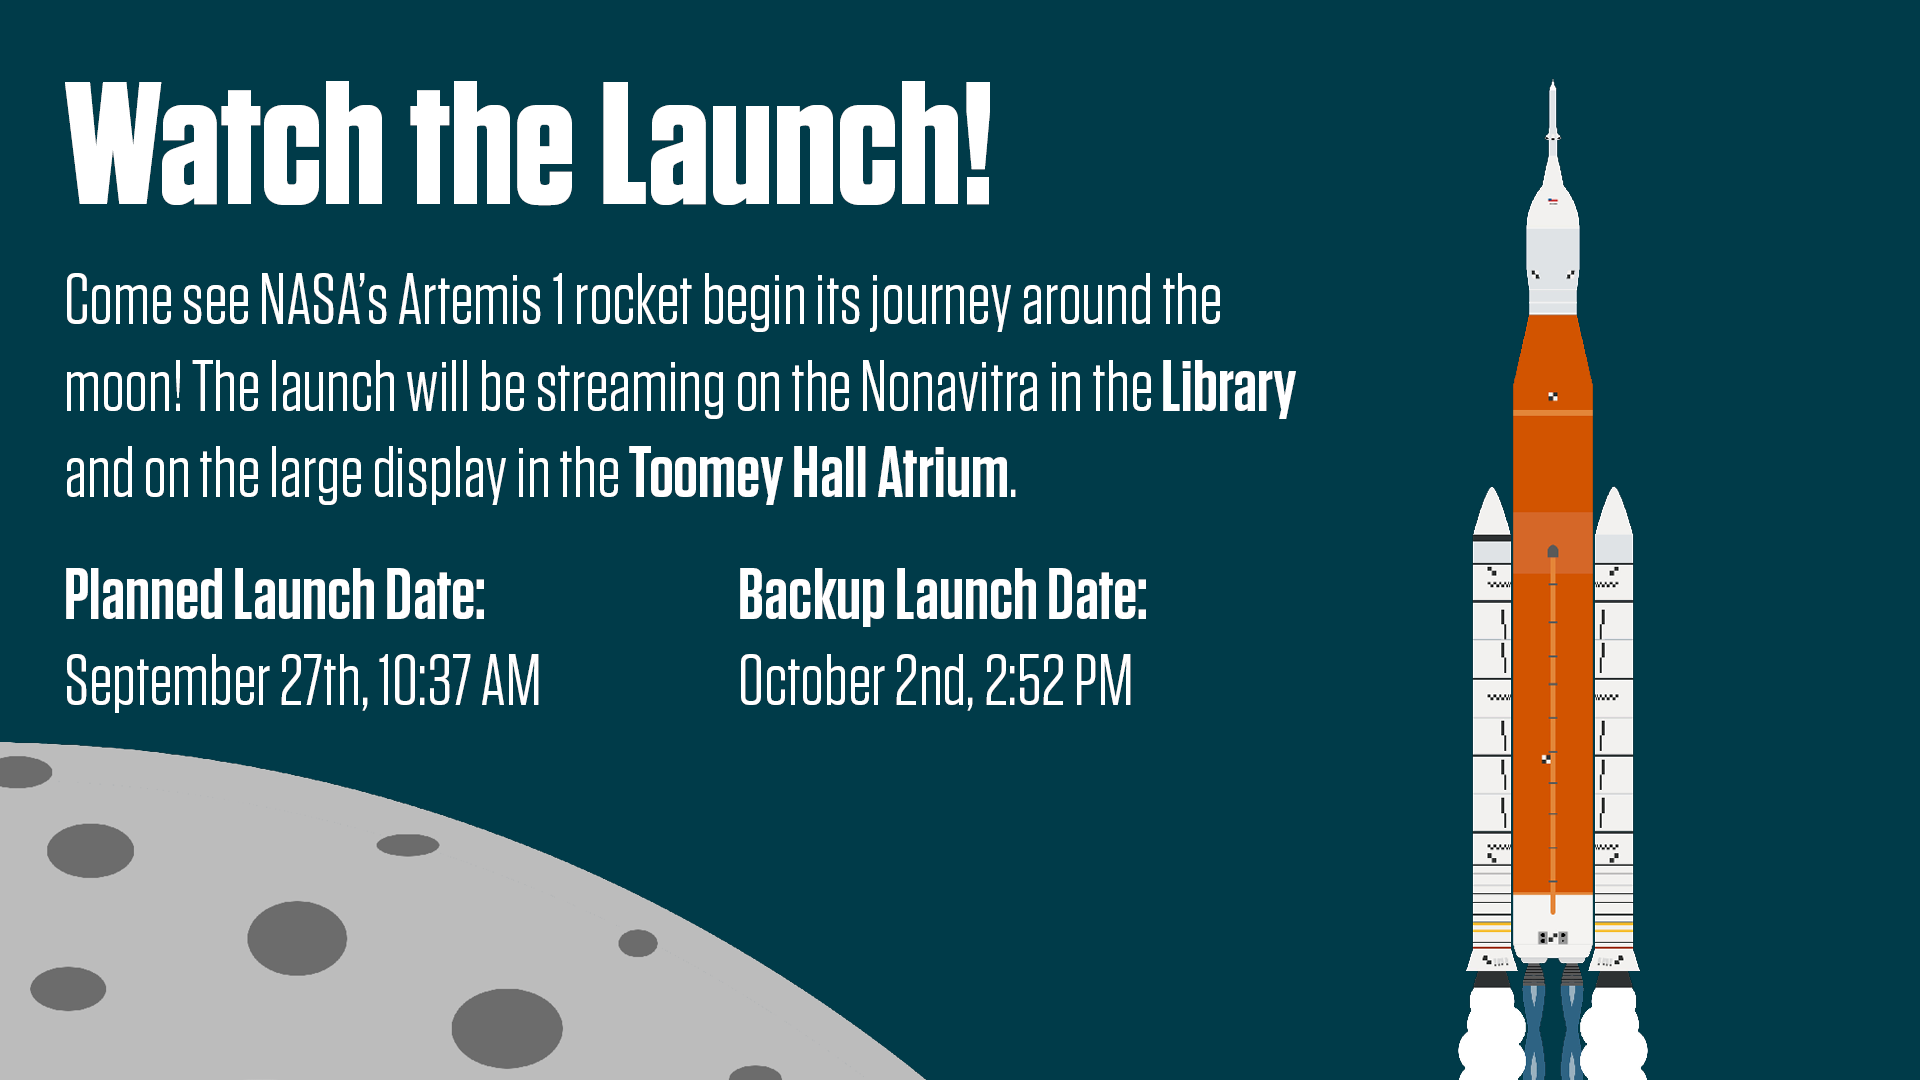 Watch the Launch!
Come see NASA’s Artemis 1 rocket begin its journey around the
moon! The launch will be streaming on the Nonavitra in the Library
and on the large display in the Toomey Hall Atrium.
Planned Launch Date:
September 27th, 10:37 AM
Backup Launch Date:
October 2nd, 2:52 PM